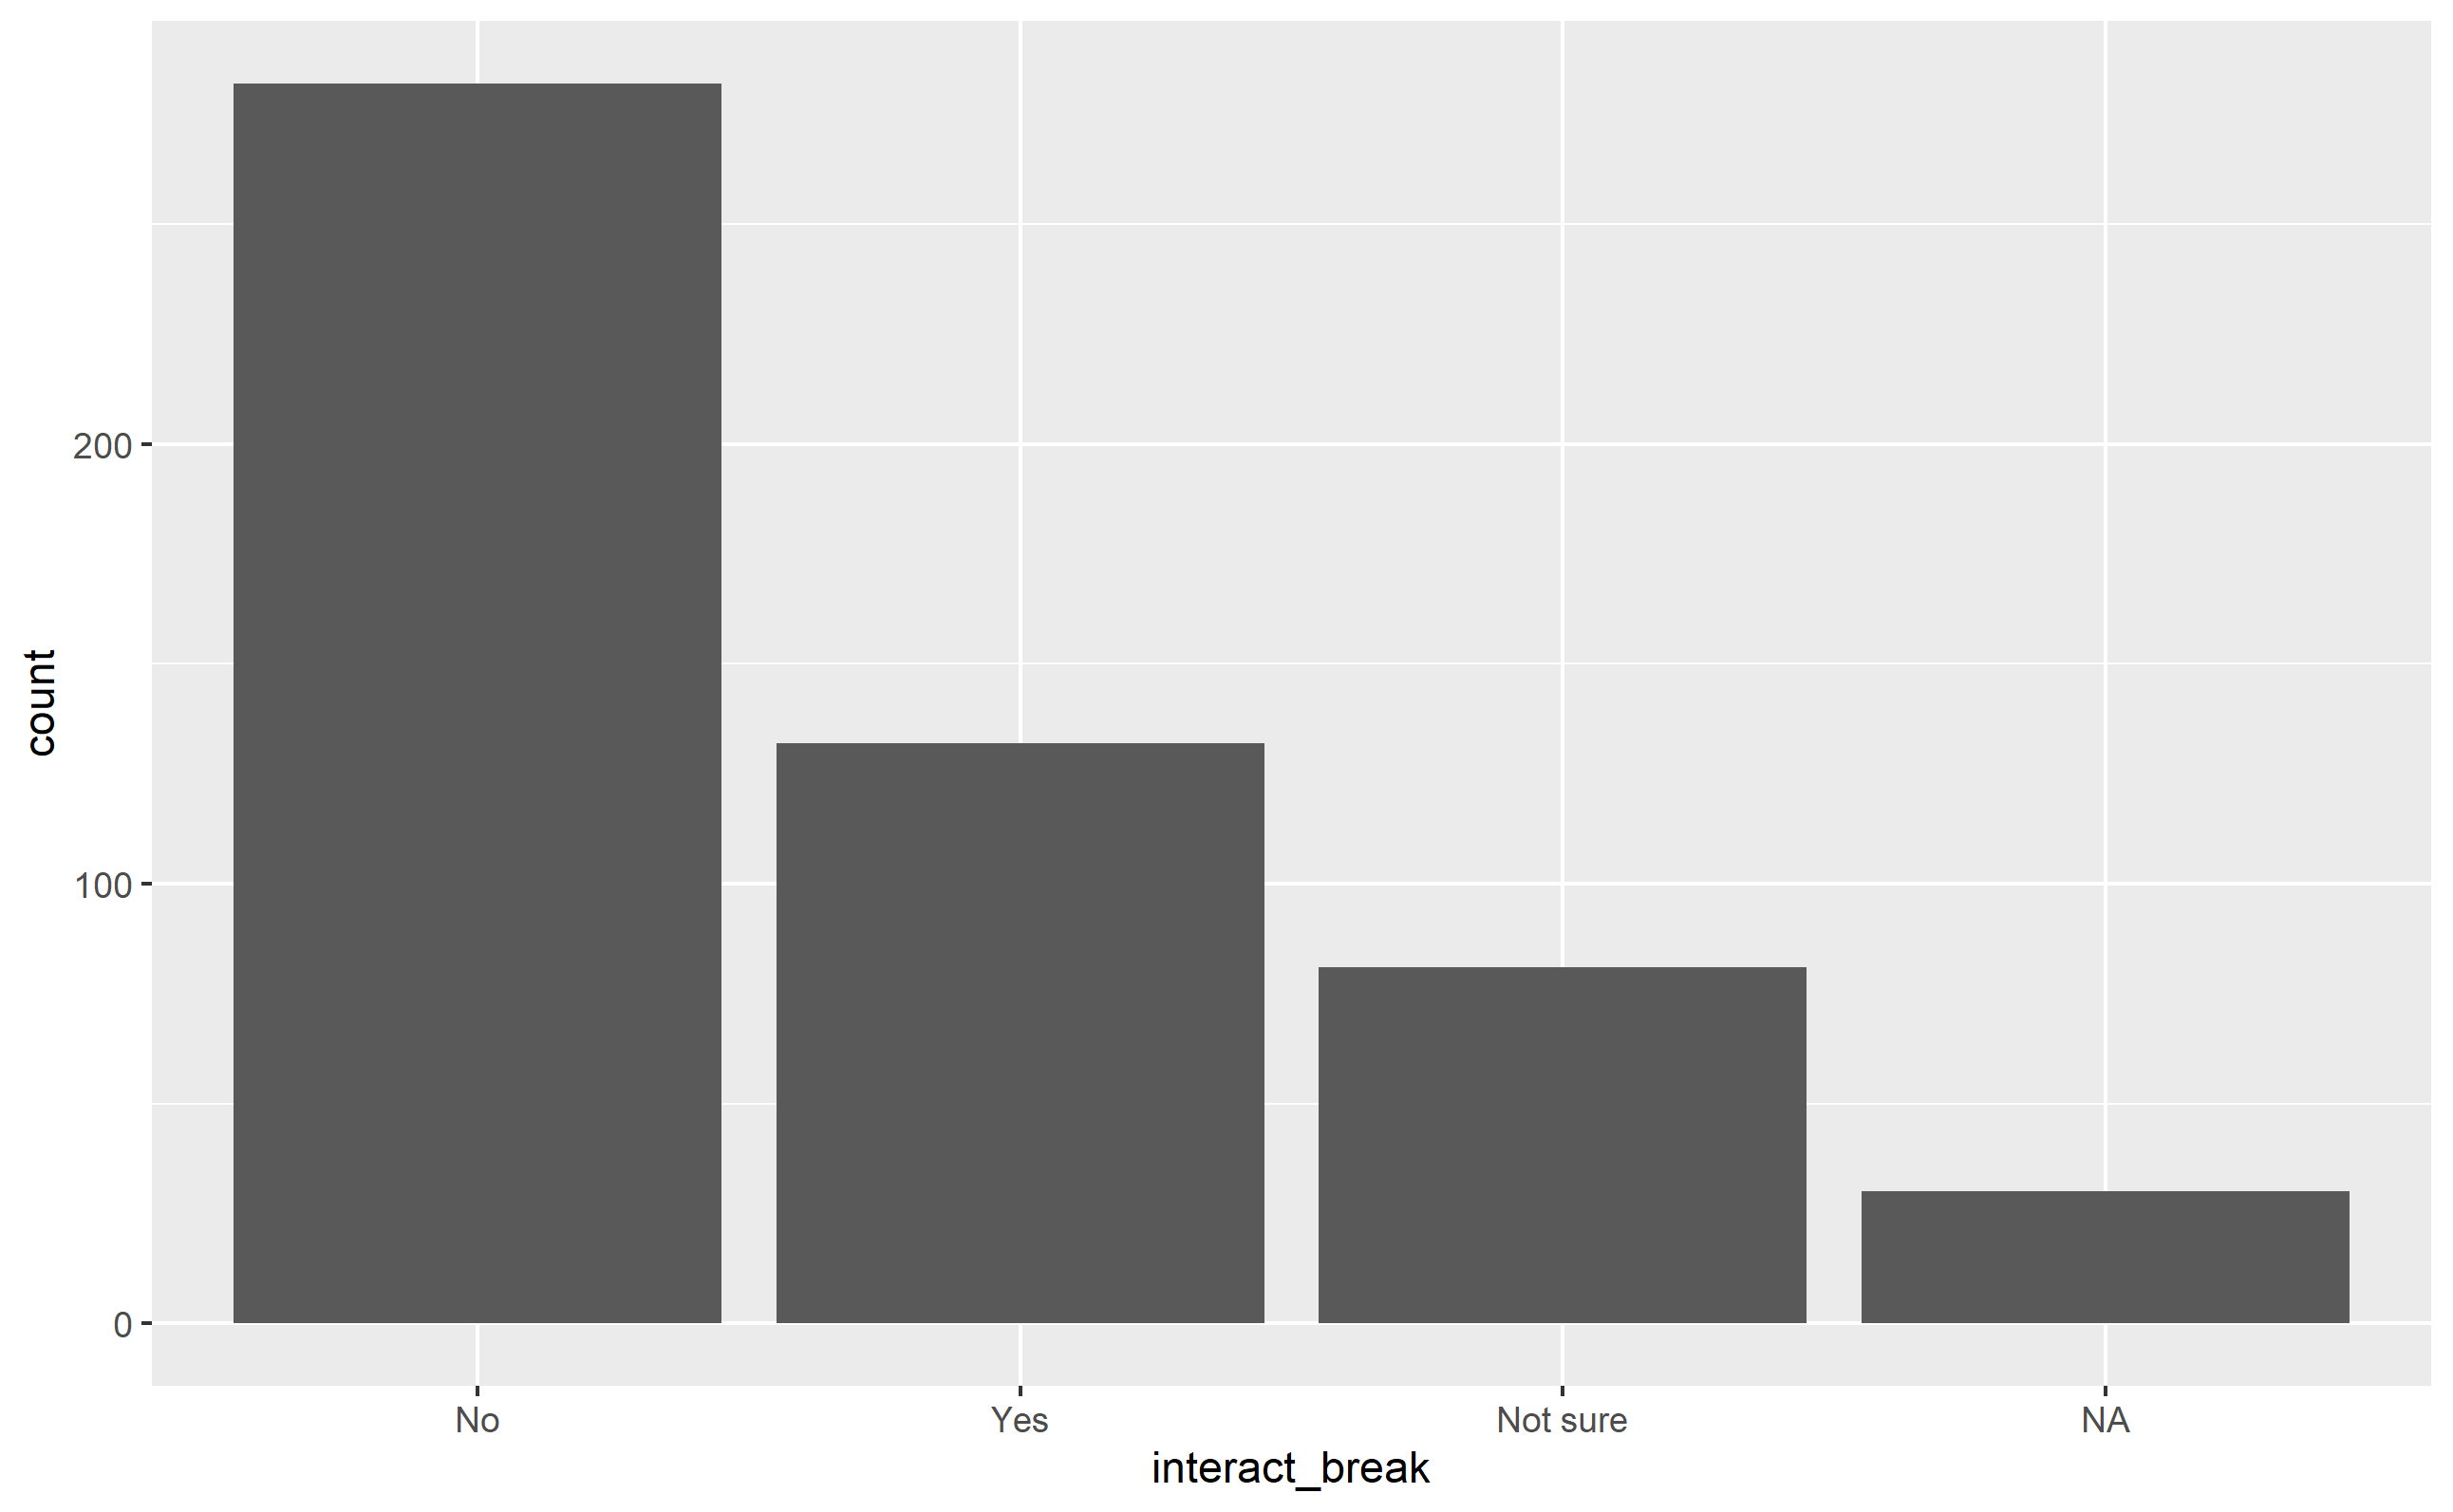 count
200
100
0
No Yes Not sure NA
interact_break